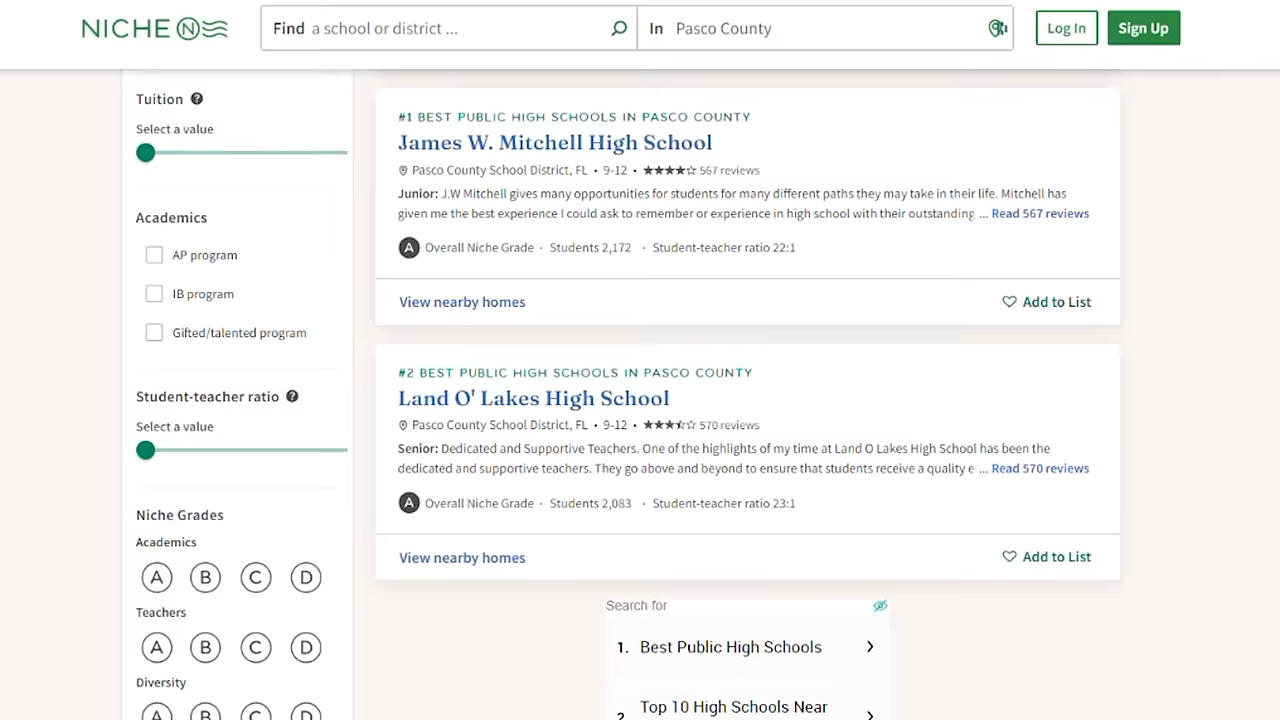 NICHE N
Find a school or district ...
In Pasco County
Log In
Sign Up
Tuition ?
Select a value
Academics
AP program
IB program
Gifted/talented program
Student-teacher ratio ?
Select a value
Niche Grades
Academics
A B C D
Teachers
A B C D
Diversity
A B C D
#1 BEST PUBLIC HIGH SCHOOLS IN PASCO COUNTY
James W. Mitchell High School
Pasco County School District, FL • 9-12 • ★★★★☆ 567 reviews
Junior: J.W Mitchell gives many opportunities for students for many different paths they may take in their life. Mitchell has
given me the best experience I could ask to remember or experience in high school with their outstanding ... Read 567 reviews
A Overall Niche Grade · Students 2,172 · Student-teacher ratio 22:1
View nearby homes
Add to List
#2 BEST PUBLIC HIGH SCHOOLS IN PASCO COUNTY
Land O' Lakes High School
Pasco County School District, FL • 9-12 • 570 reviews
Senior: Dedicated and Supportive Teachers. One of the highlights of my time at Land O Lakes High School has been the
dedicated and supportive teachers. They go above and beyond to ensure that students receive a quality e ... Read 570 reviews
A Overall Niche Grade · Students 2,083 · Student-teacher ratio 23:1
View nearby homes
Add to List
Search for
1. Best Public High Schools
2. Top 10 High Schools Near